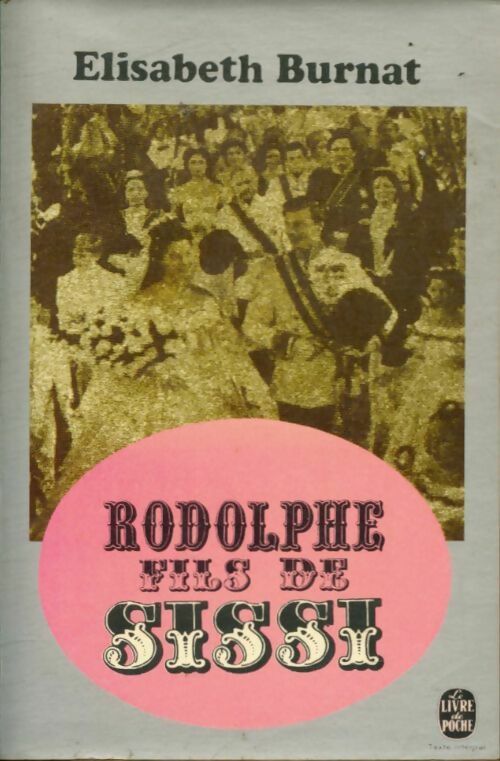 Elisabeth Burnat
RODOLPHE
FILS DE
SISSI
Le
LIVRE
de
POCHE
Texte intégral